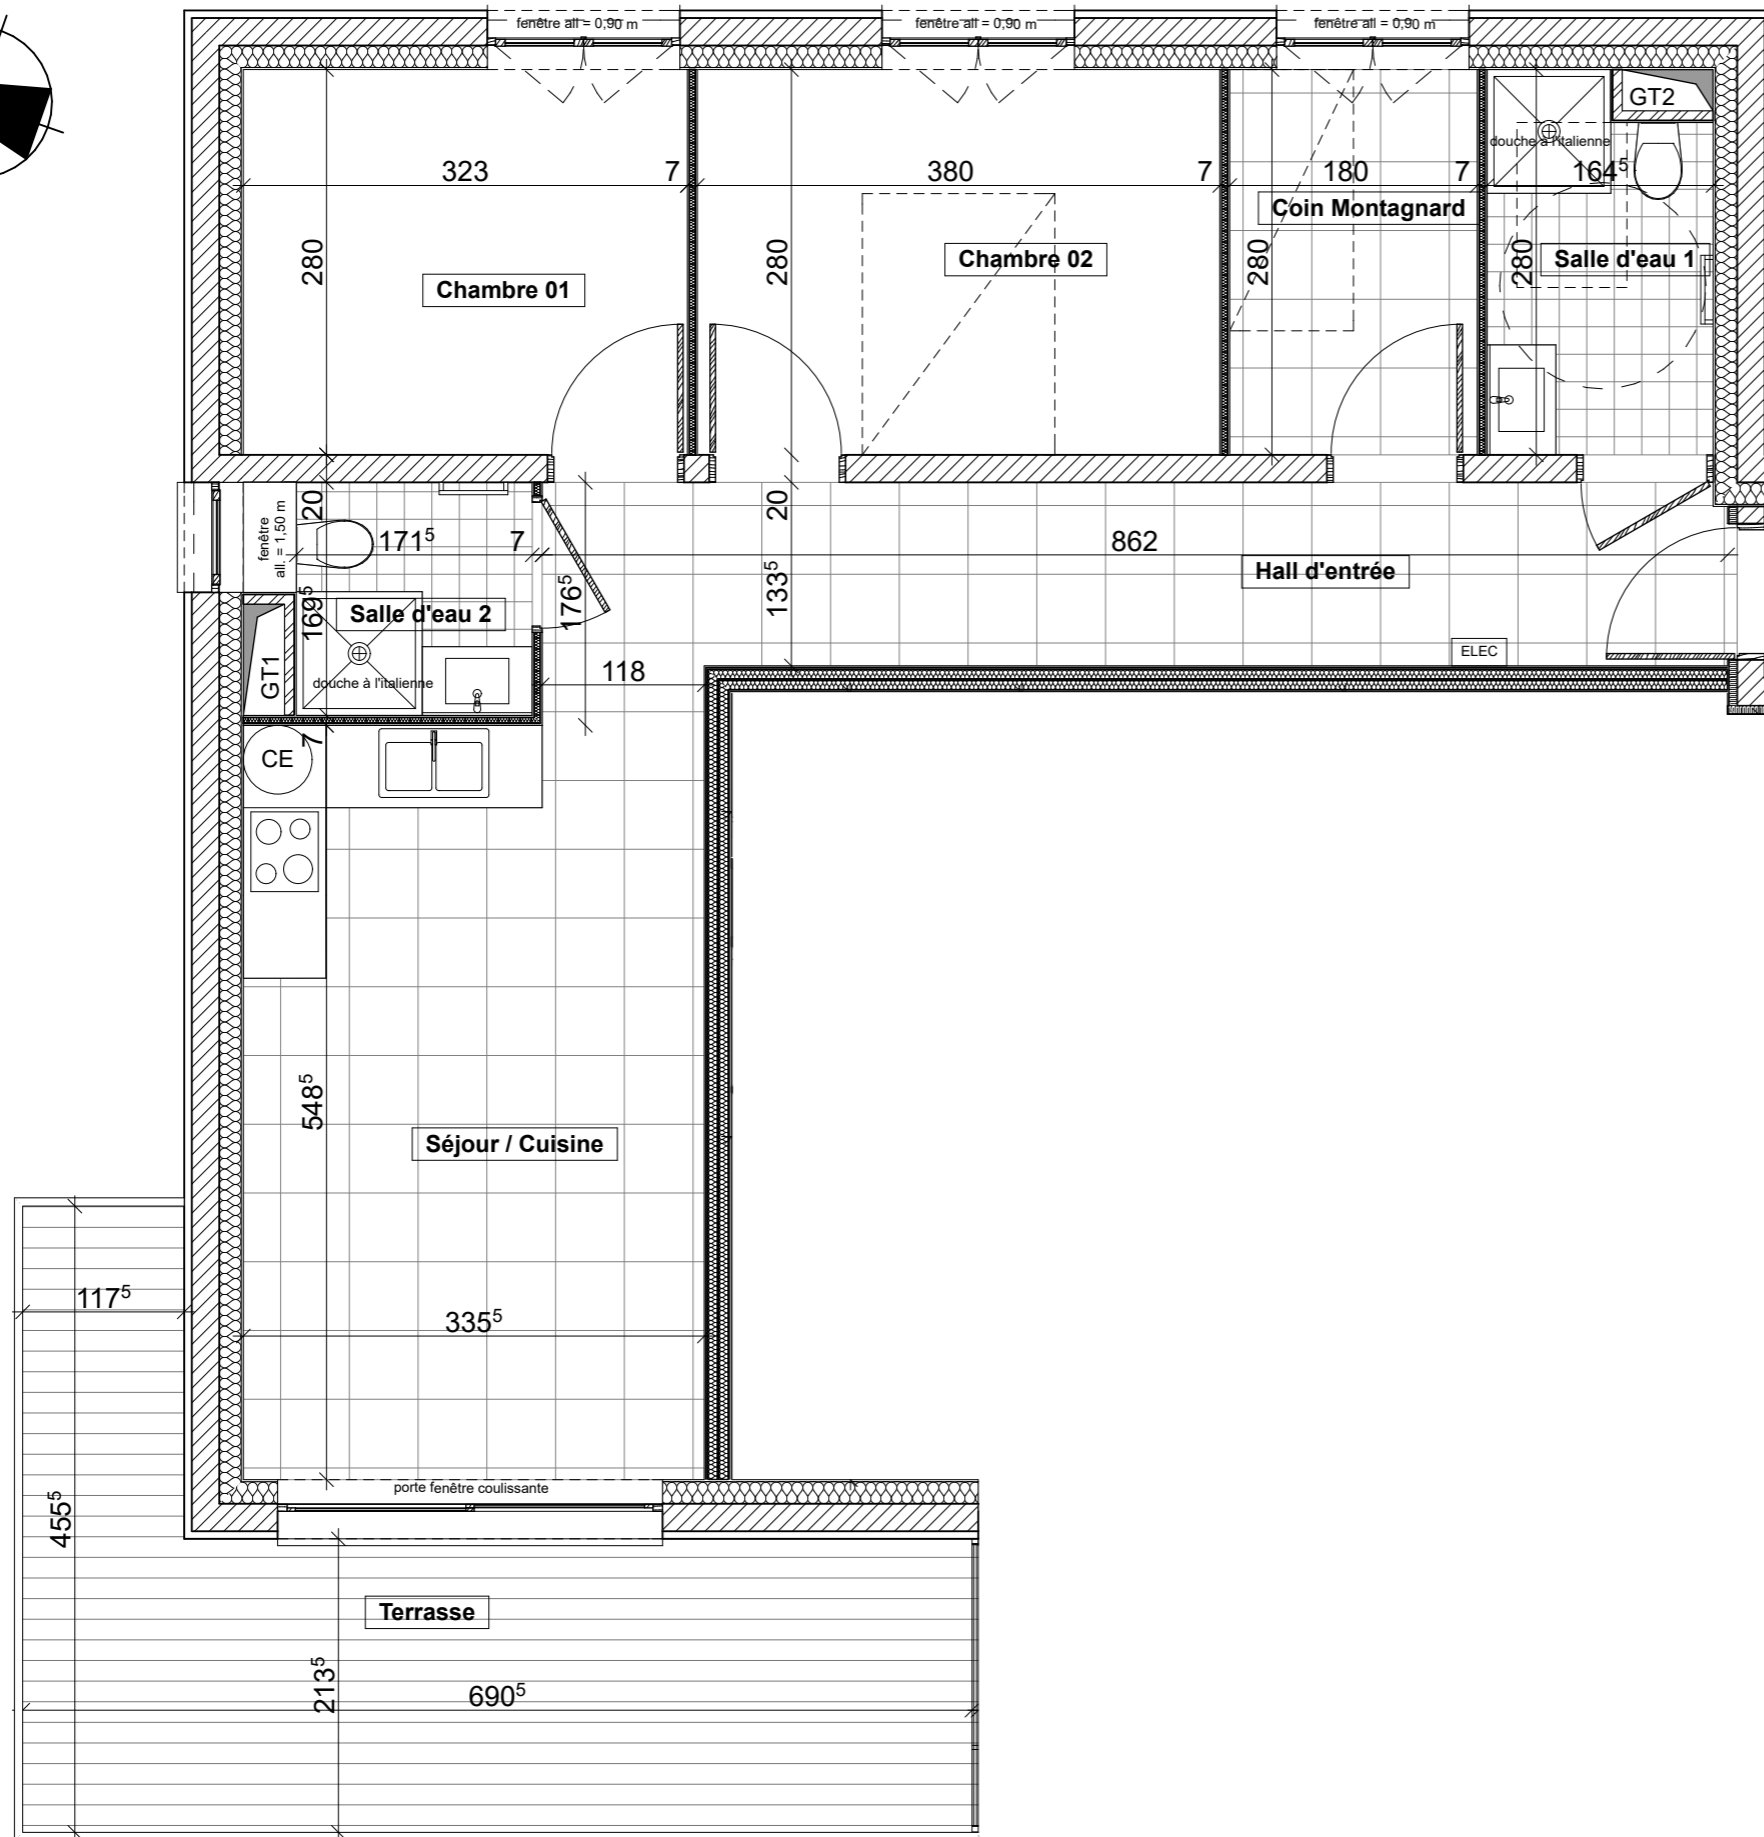 fenêtre all = 0,90 m
fenêtre all = 0,90 m
fenêtre all = 0,90 m
GT2
douche à l'italienne
323
7
380
7
180
7
164⁵
Coin Montagnard
280
280
280
280
Chambre 01
Chambre 02
Salle d'eau 1
fenêtre
all. = 1,50 m
20
171⁵
7
20
862
Hall d'entrée
169⁵
176⁵
133⁵
Salle d'eau 2
ELEC
GT1
douche à l'italienne
118
7
CE
548⁵
Séjour / Cuisine
117⁵
335⁵
porte fenêtre coulissante
455⁵
Terrasse
213⁵
690⁵